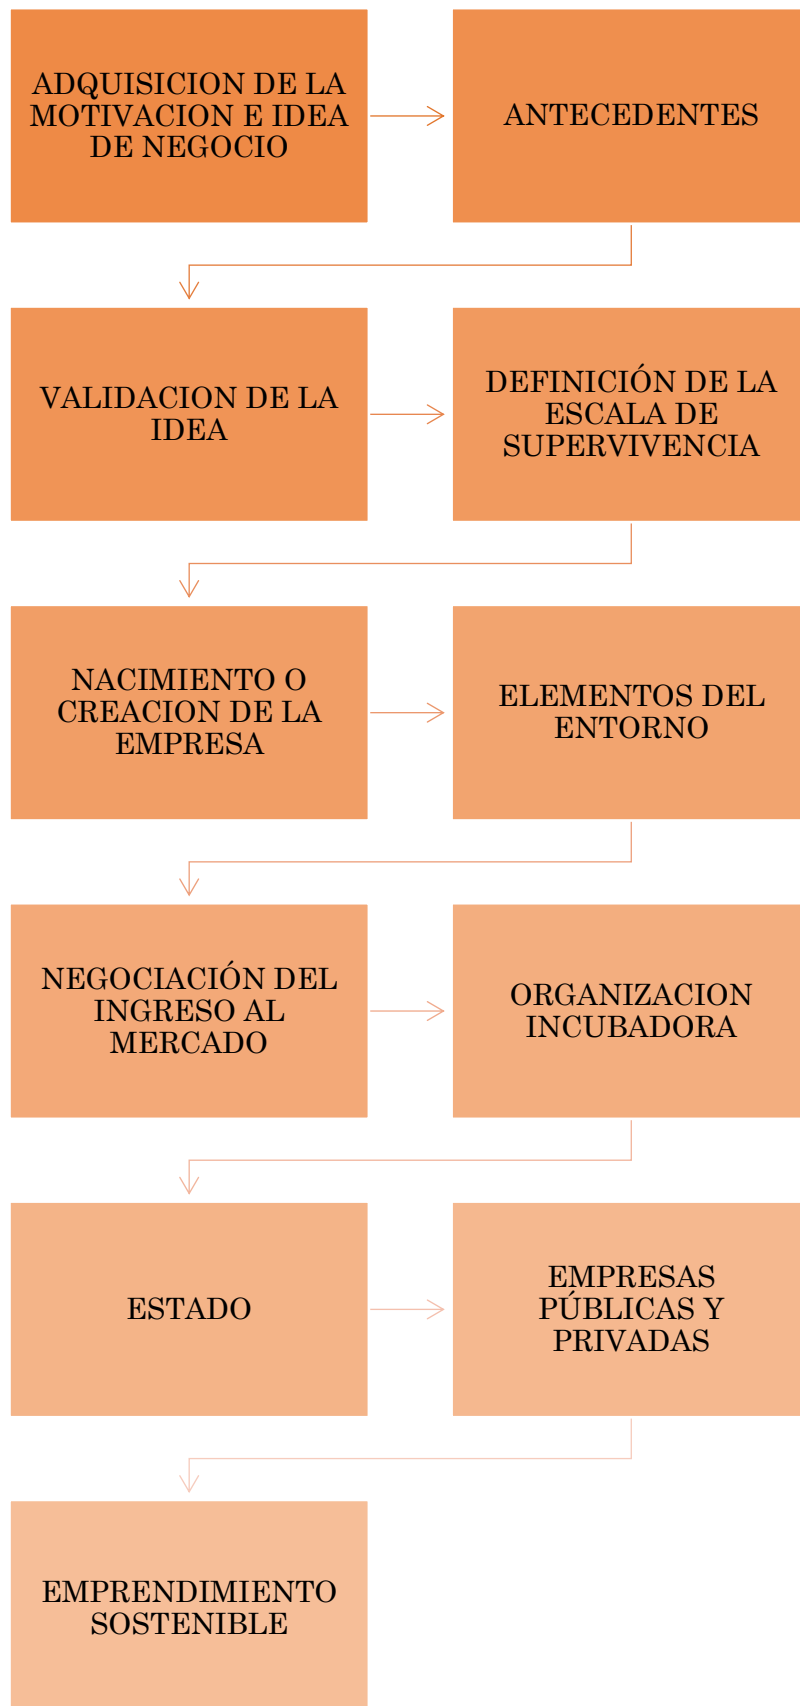 ADQUISICION DE LA
MOTIVACION E IDEA
DE NEGOCIO
ANTECEDENTES
VALIDACION DE LA
IDEA
DEFINICIÓN DE LA
ESCALA DE
SUPERVIVENCIA
NACIMIENTO O
CREACION DE LA
EMPRESA
ELEMENTOS DEL
ENTORNO
NEGOCIACIÓN DEL
INGRESO AL
MERCADO
ORGANIZACION
INCUBADORA
ESTADO
EMPRESAS
PÚBLICAS Y
PRIVADAS
EMPRENDIMIENTO
SOSTENIBLE